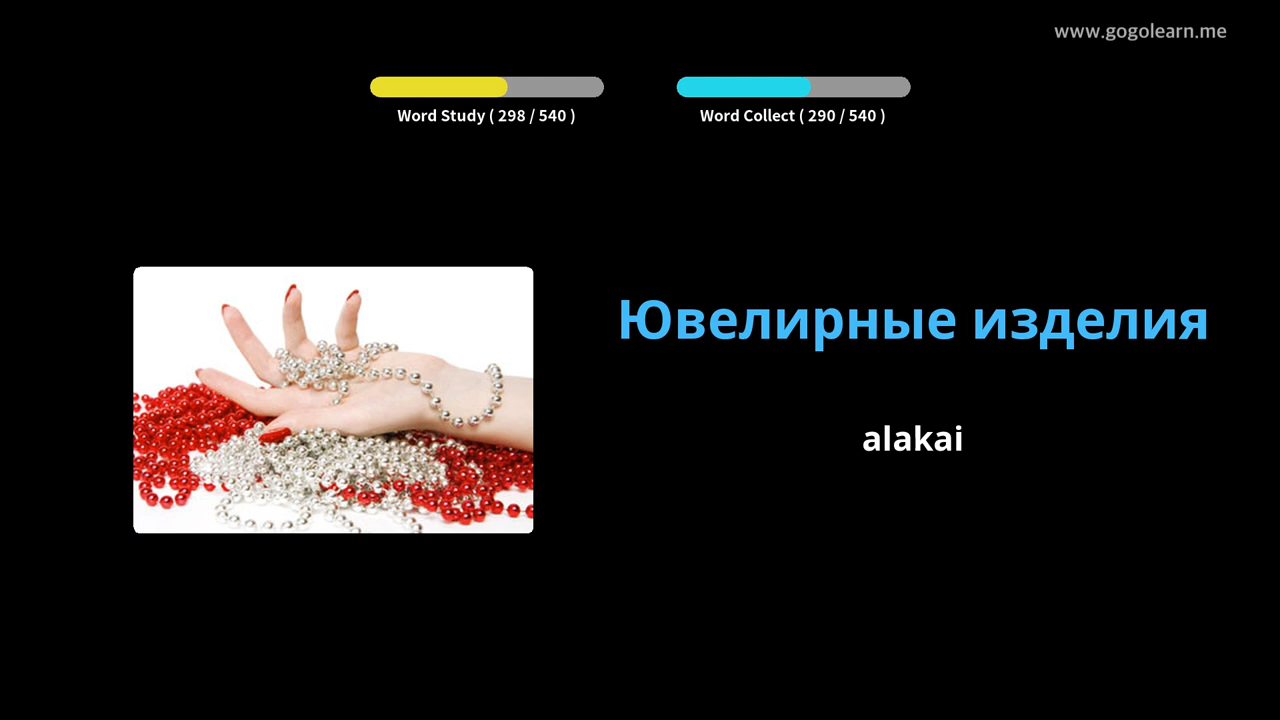 www.gogolearn.me
Word Study ( 298 / 540 )
Word Collect ( 290 / 540 )
Ювелирные изделия
alakai